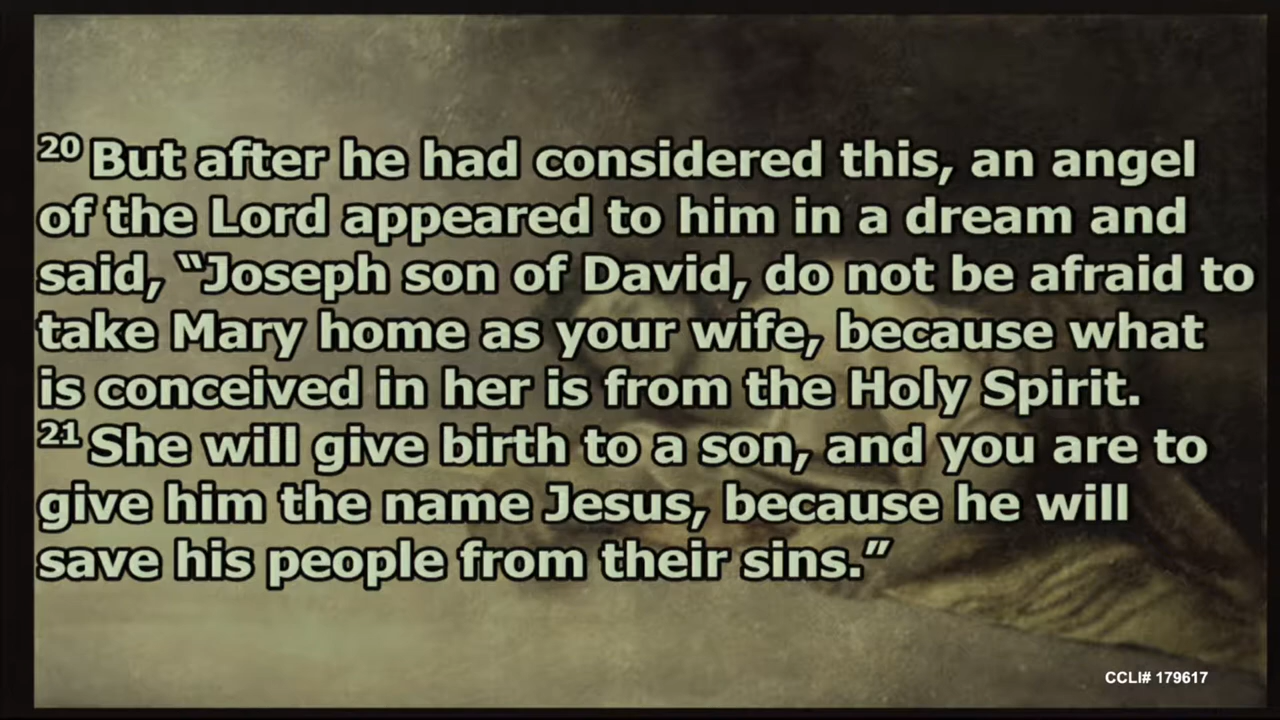 20 But after he had considered this, an angel
of the Lord appeared to him in a dream and
said, “Joseph son of David, do not be afraid to
take Mary home as your wife, because what
is conceived in her is from the Holy Spirit.
21 She will give birth to a son, and you are to
give him the name Jesus, because he will
save his people from their sins.”
CCLI# 179617